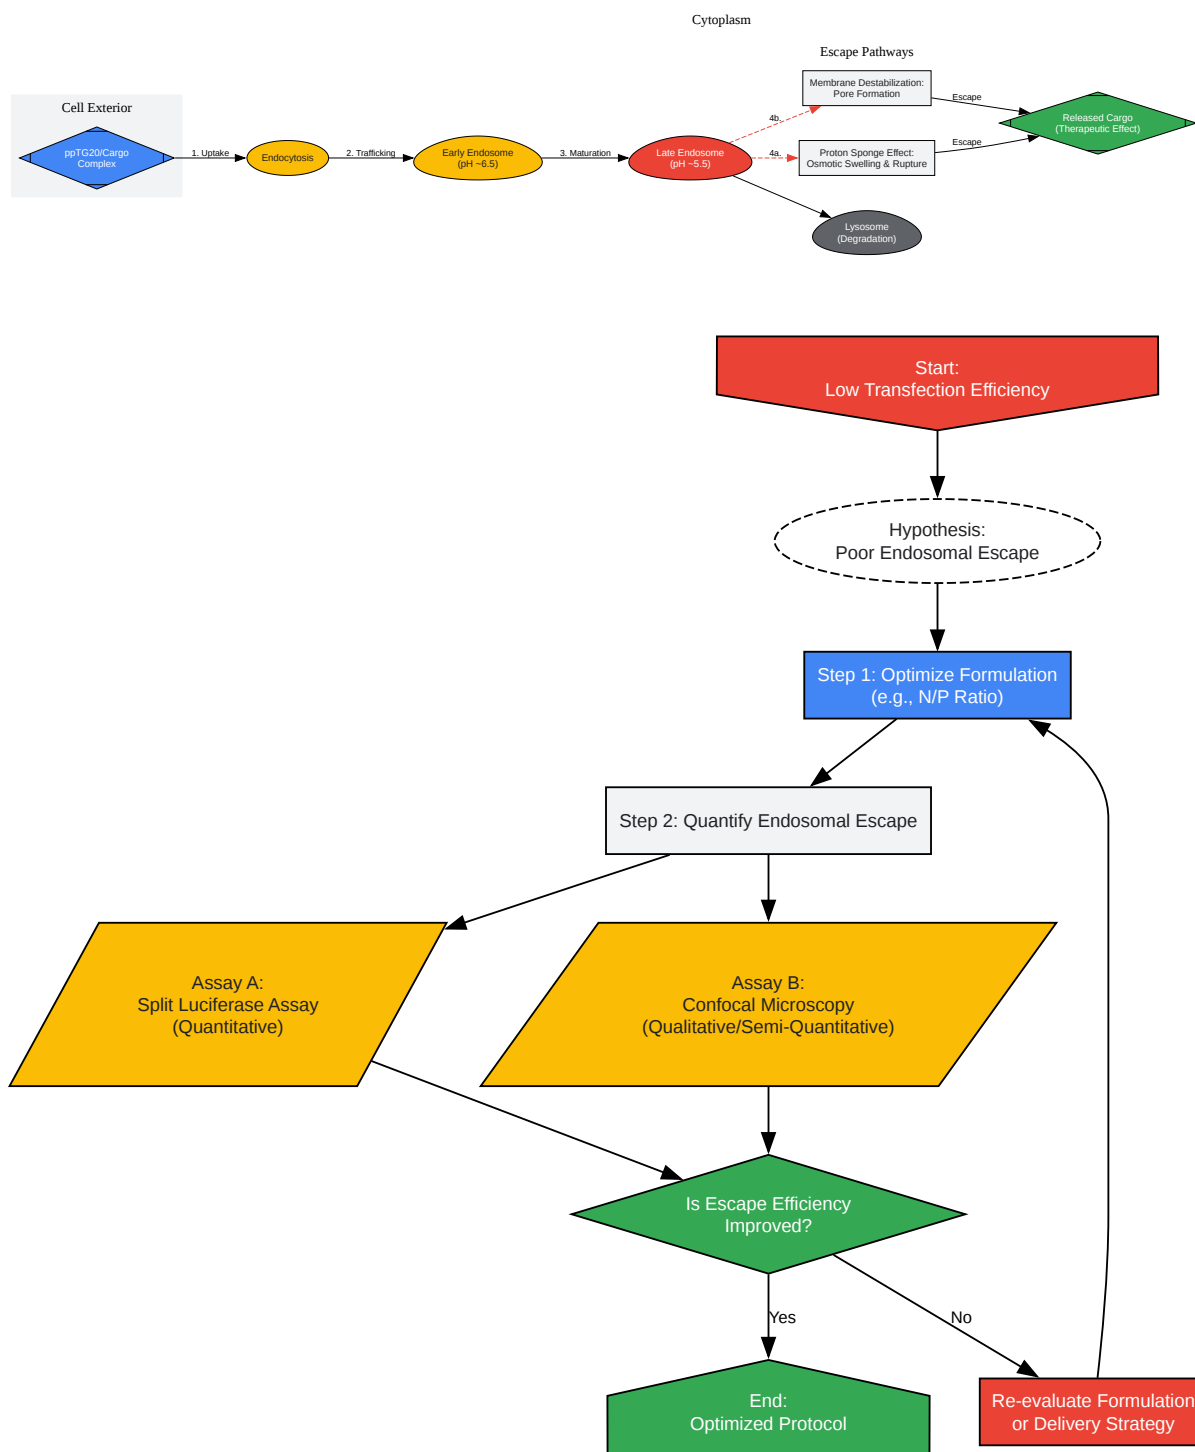 Cytoplasm
Escape Pathways
Cell Exterior
ppTG20/Cargo
Complex
1. Uptake
Endocytosis
2. Trafficking
Early Endosome
(pH ~6.5)
3. Maturation
Late Endosome
(pH ~5.5)
4b.
4a.
Membrane Destabilization:
Pore Formation
Proton Sponge Effect:
Osmotic Swelling & Rupture
Lysosome
(Degradation)
Escape
Escape
Released Cargo
(Therapeutic Effect)
Start:
Low Transfection Efficiency
Hypothesis:
Poor Endosomal Escape
Step 1: Optimize Formulation
(e.g., N/P Ratio)
Step 2: Quantify Endosomal Escape
Assay A:
Split Luciferase Assay
(Quantitative)
Assay B:
Confocal Microscopy
(Qualitative/Semi-Quantitative)
Is Escape Efficiency
Improved?
Yes
No
End:
Optimized Protocol
Re-evaluate Formulation
or Delivery Strategy